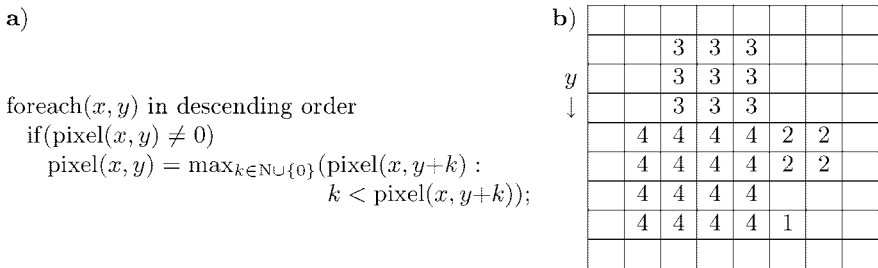 a)
foreach(x, y) in descending order
if(pixel(x, y) ≠ 0)
pixel(x, y) = max_{k∈N∪{0}}(pixel(x, y+k) :
k < pixel(x, y+k));
b)
y
↓
3 3 3
3 3 3
3 3 3
4 4 4 4 2 2
4 4 4 4 2 2
4 4 4 4
4 4 4 4 1